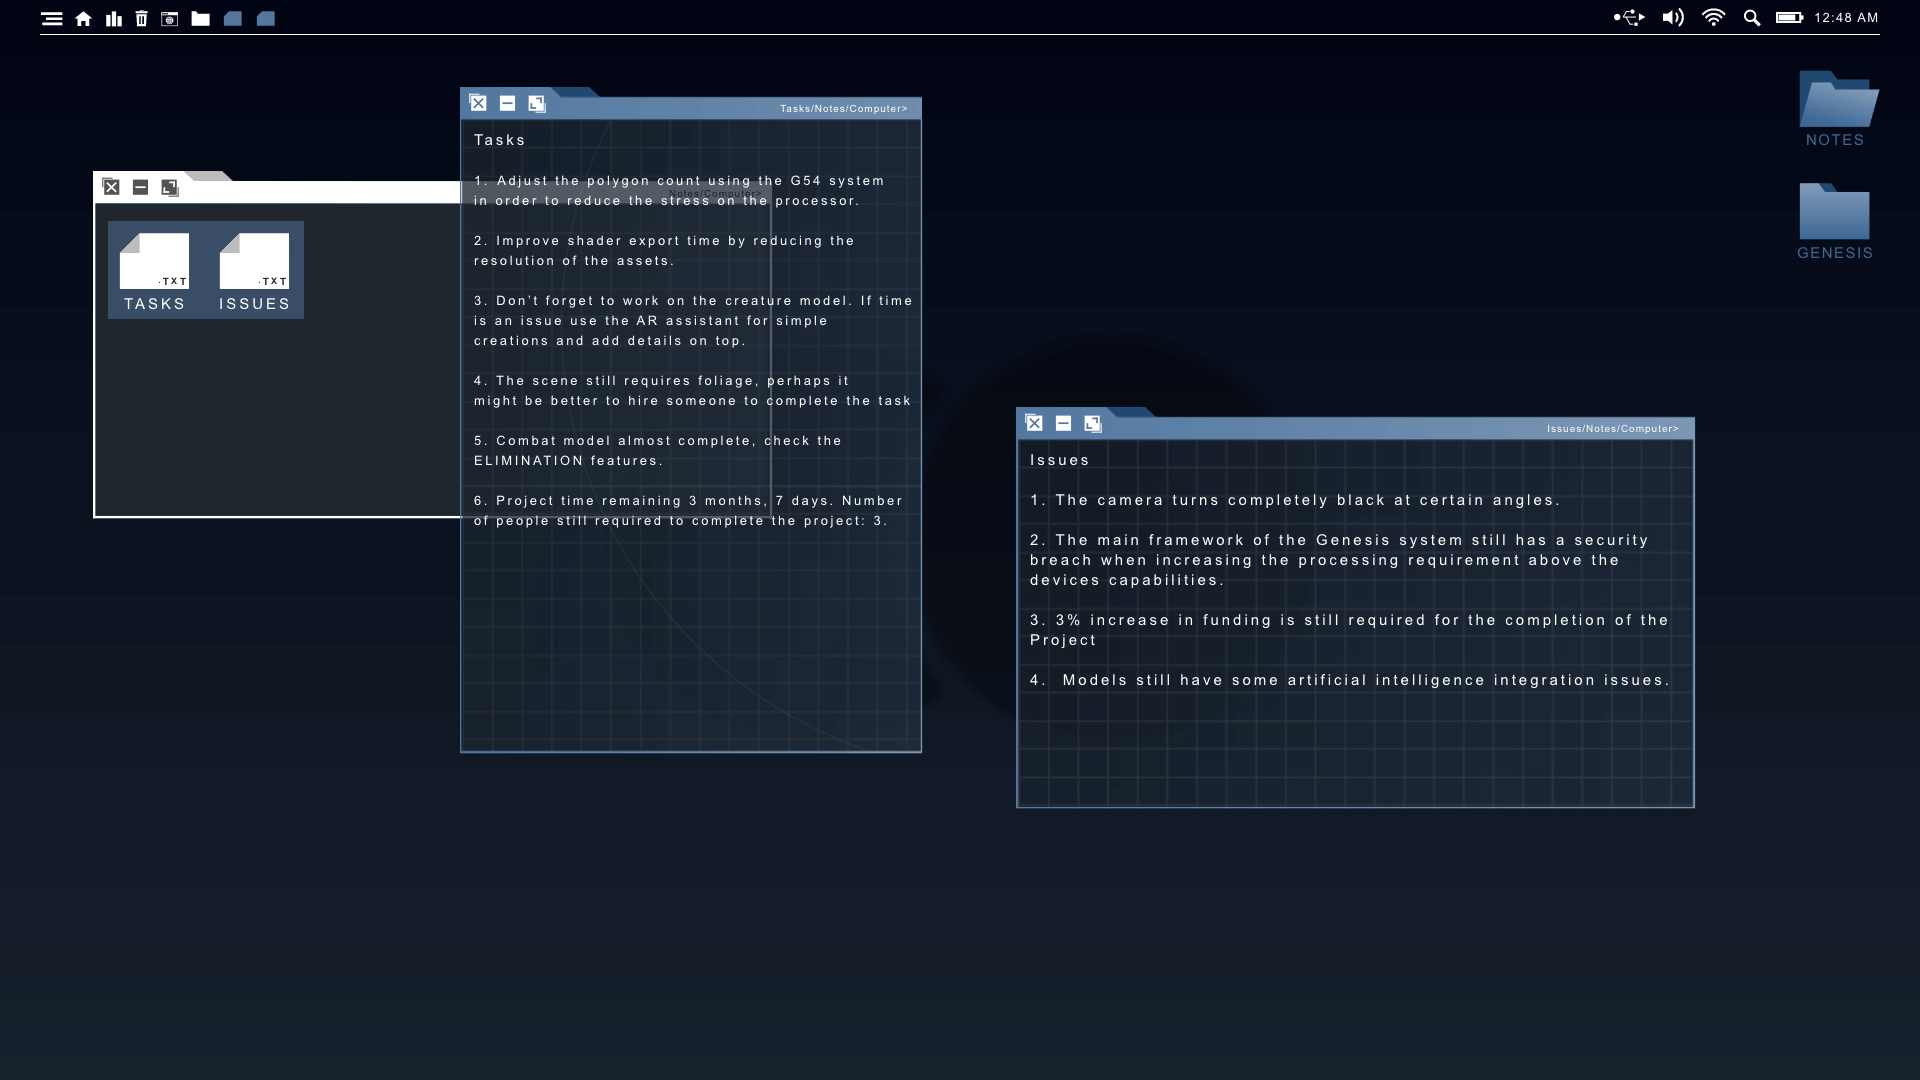 12:48 AM
NOTES
GENESIS
Notes/Computer>
.TXT
.TXT
TASKS
ISSUES
Tasks/Notes/Computer>
Tasks
1. Adjust the polygon count using the G54 system
in order to reduce the stress on the processor.
2. Improve shader export time by reducing the
resolution of the assets.
3. Don't forget to work on the creature model. If time
is an issue use the AR assistant for simple
creations and add details on top.
4. The scene still requires foliage, perhaps it
might be better to hire someone to complete the task
5. Combat model almost complete, check the
ELIMINATION features.
6. Project time remaining 3 months, 7 days. Number
of people still required to complete the project: 3.
Issues/Notes/Computer>
Issues
1. The camera turns completely black at certain angles.
2. The main framework of the Genesis system still has a security
breach when increasing the processing requirement above the
devices capabilities.
3. 3% increase in funding is still required for the completion of the
Project
4.  Models still have some artificial intelligence integration issues.